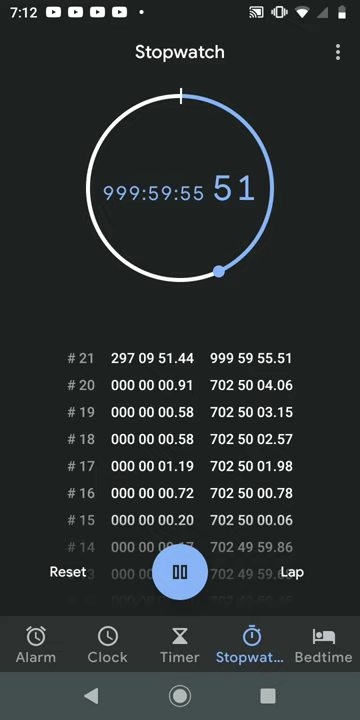 7:12
Stopwatch
999:59:55 51
# 21 297 09 51.44 999 59 55.51
# 20 000 00 00.91 702 50 04.06
# 19 000 00 00.58 702 50 03.15
# 18 000 00 00.58 702 50 02.57
# 17 000 00 01.19 702 50 01.98
# 16 000 00 00.72 702 50 00.78
# 15 000 00 00.20 702 50 00.06
# 14 000 00 702 49 59.86
Reset Lap
Alarm Clock Timer Stopwat... Bedtime